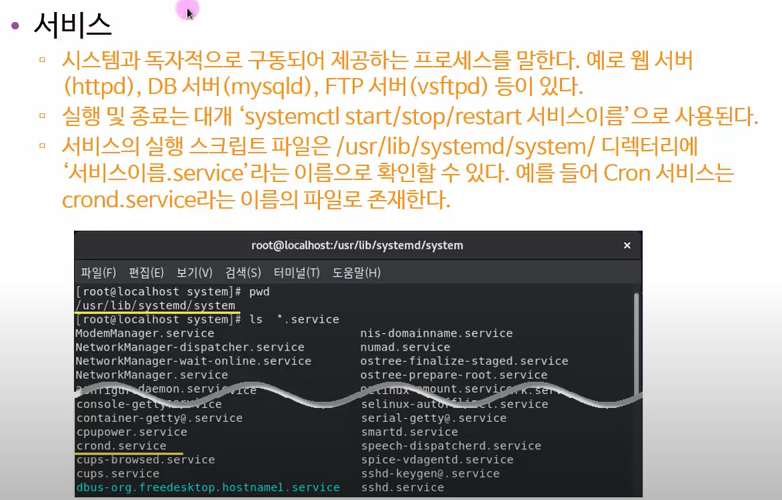 • 서비스
▫ 시스템과 독자적으로 구동되어 제공하는 프로세스를 말한다. 예로 웹 서버
(httpd), DB 서버(mysqld), FTP 서버(vsftpd) 등이 있다.
▫ 실행 및 종료는 대개 ‘systemctl start/stop/restart 서비스이름’으로 사용된다.
▫ 서비스의 실행 스크립트 파일은 /usr/lib/systemd/system/ 디렉터리에
‘서비스이름.service’라는 이름으로 확인할 수 있다. 예를 들어 Cron 서비스는
crond.service라는 이름의 파일로 존재한다.
root@localhost:/usr/lib/systemd/system ×
파일(F) 편집(E) 보기(V) 검색(S) 터미널(T) 도움말(H)
[root@localhost system]# pwd
/usr/lib/systemd/system
[root@localhost system]# ls *.service
ModemManager.service nis-domainname.service
NetworkManager-dispatcher.service numad.service
NetworkManager-wait-online.service ostree-finalize-staged.service
NetworkManager.service ostree-prepare-root.service
console-getty.service
container-getty@.service serial-getty@.service
cpupower.service smartd.service
crond.service speech-dispatcherd.service
cups-browsed.service spice-vdagentd.service
cups.service sshd-keygen@.service
dbus-org.freedesktop.hostname1.service sshd.service